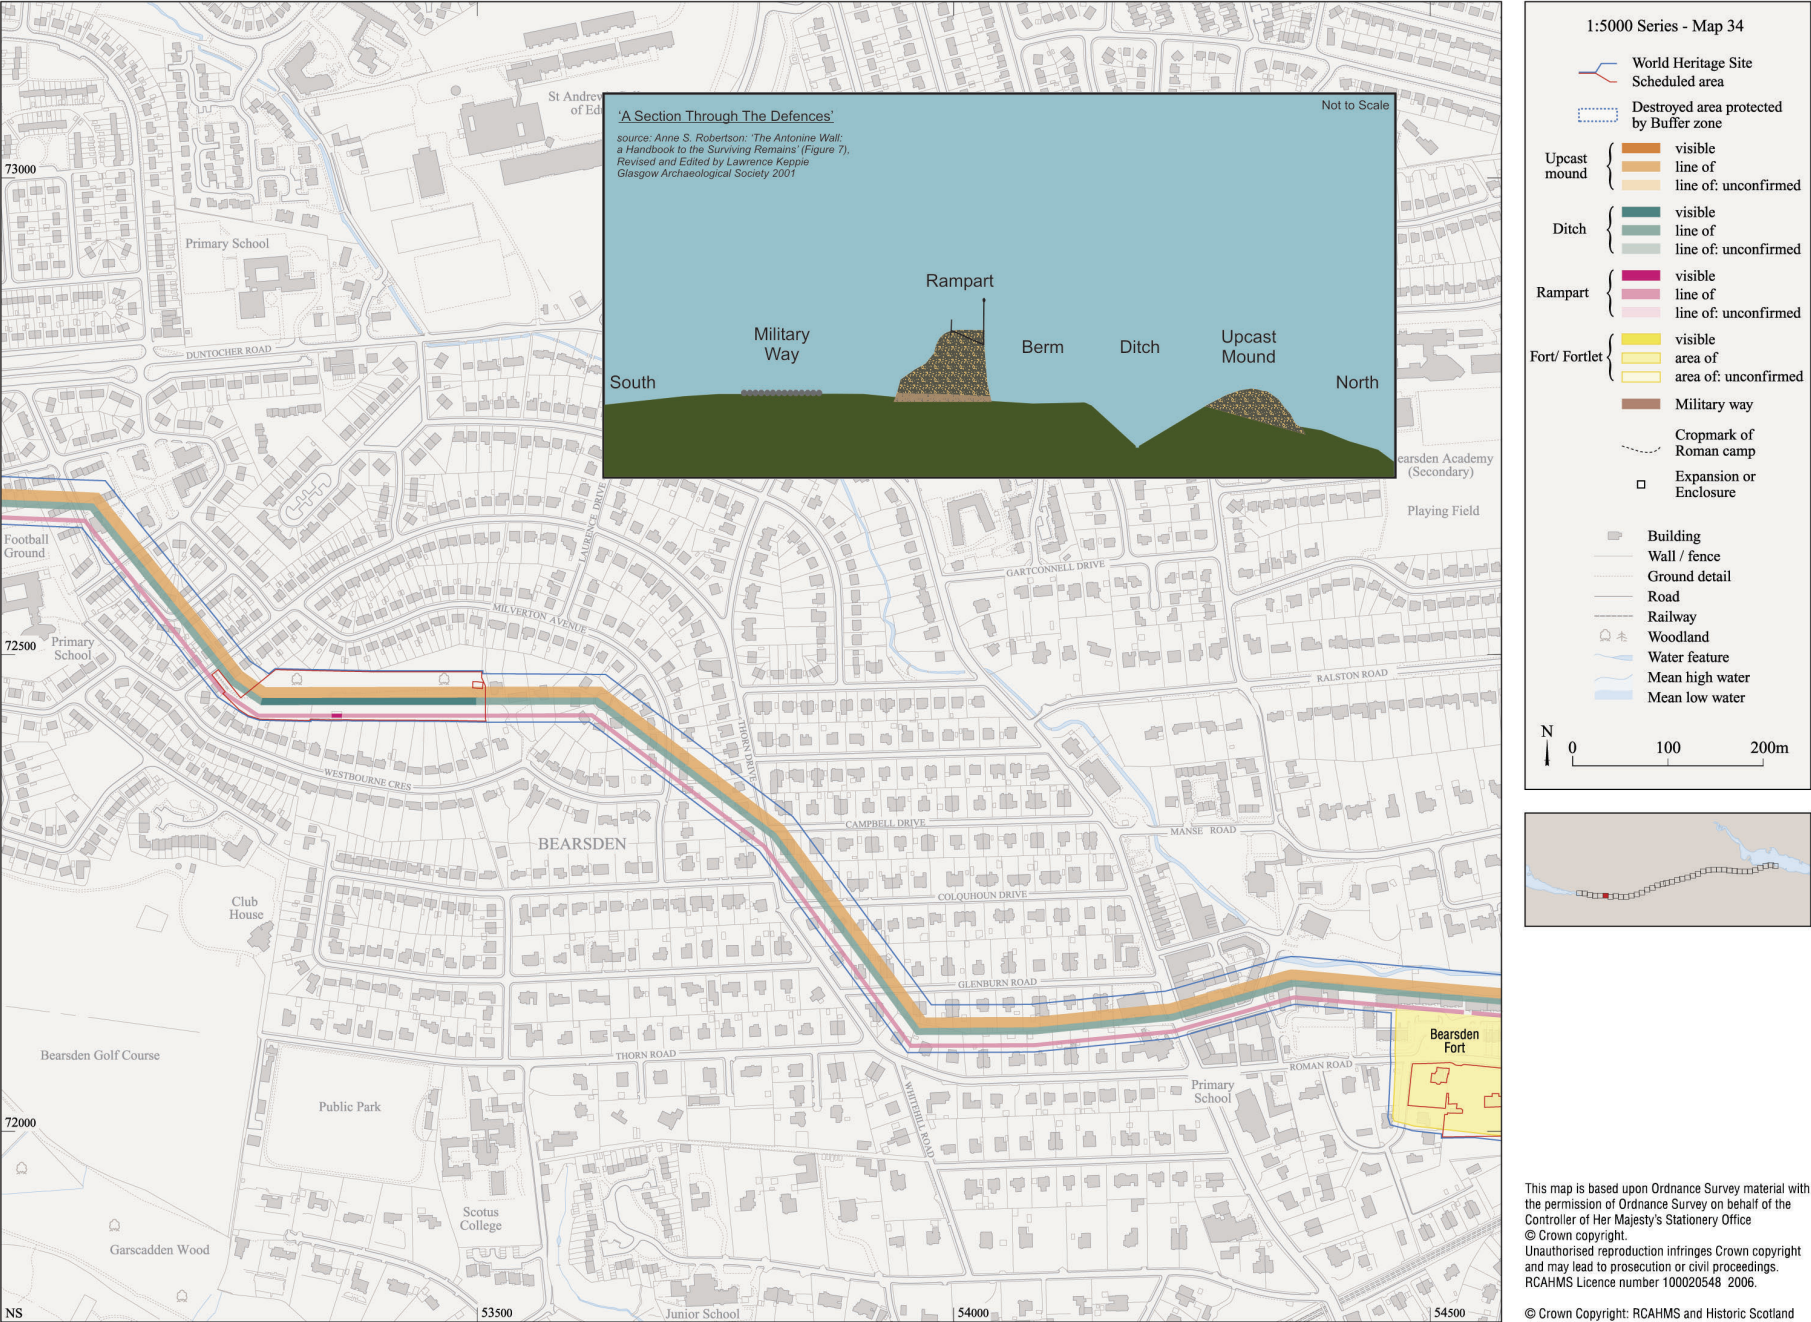 1:5000 Series - Map 34
World Heritage Site
Scheduled area
Destroyed area protected
by Buffer zone
Upcast
mound
visible
line of
line of: unconfirmed
Ditch
visible
line of
line of: unconfirmed
Rampart
visible
line of
line of: unconfirmed
Fort/ Fortlet
visible
area of
area of: unconfirmed
Military way
Cropmark of
Roman camp
Expansion or
Enclosure
Building
Wall / fence
Ground detail
Road
Railway
Woodland
Water feature
Mean high water
Mean low water
N
0 100 200m
This map is based upon Ordnance Survey material with
the permission of Ordnance Survey on behalf of the
Controller of Her Majesty's Stationery Office
© Crown copyright.
Unauthorised reproduction infringes Crown copyright
and may lead to prosecution or civil proceedings.
RCAHMS Licence number 100020548 2006.
© Crown Copyright: RCAHMS and Historic Scotland
'A Section Through The Defences'
Not to Scale
source: Anne S. Robertson: 'The Antonine Wall:
a Handbook to the Surviving Remains' (Figure 7),
Revised and Edited by Lawrence Keppie
Glasgow Archaeological Society 2001
Rampart
Military
Way
Berm
Ditch
Upcast
Mound
South
North
St Andrew
of Edu
73000
Primary School
DUNTOCHER ROAD
earsden Academy
(Secondary)
Playing Field
LAURENCE DRIVE
Football
Ground
GARTCONNELL DRIVE
MILVERTON AVENUE
72500
Primary
School
RALSTON ROAD
THORN DRIVE
WESTBOURNE CRES
CAMPBELL DRIVE
MANSE ROAD
BEARSDEN
COLQUHOUN DRIVE
Club
House
GLENBURN ROAD
Bearsden
Fort
Bearsden Golf Course
THORN ROAD
ROMAN ROAD
Primary
School
Public Park
WHITEHILL ROAD
72000
Scotus
College
Garscadden Wood
Junior School
NS
53500
54000
54500